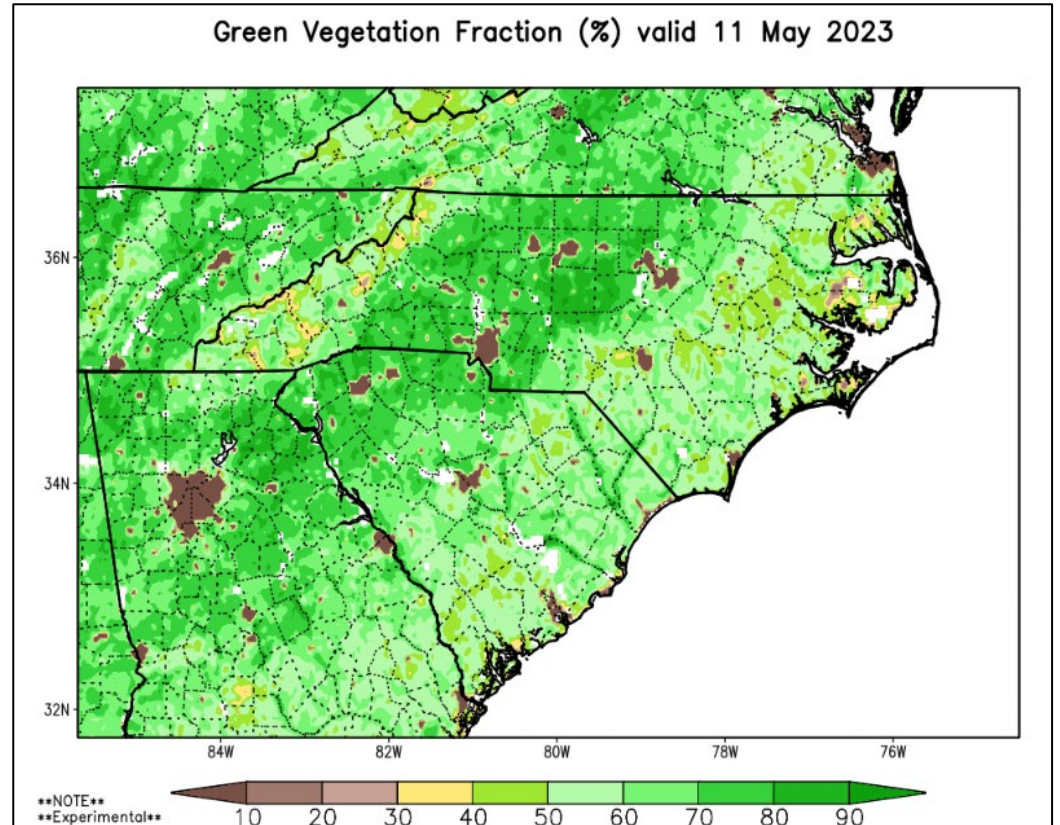 Green Vegetation Fraction (%) valid 11 May 2023
36N
34N
32N
84W 82W 80W 78W 76W
**NOTE**
**Experimental**
10 20 30 40 50 60 70 80 90